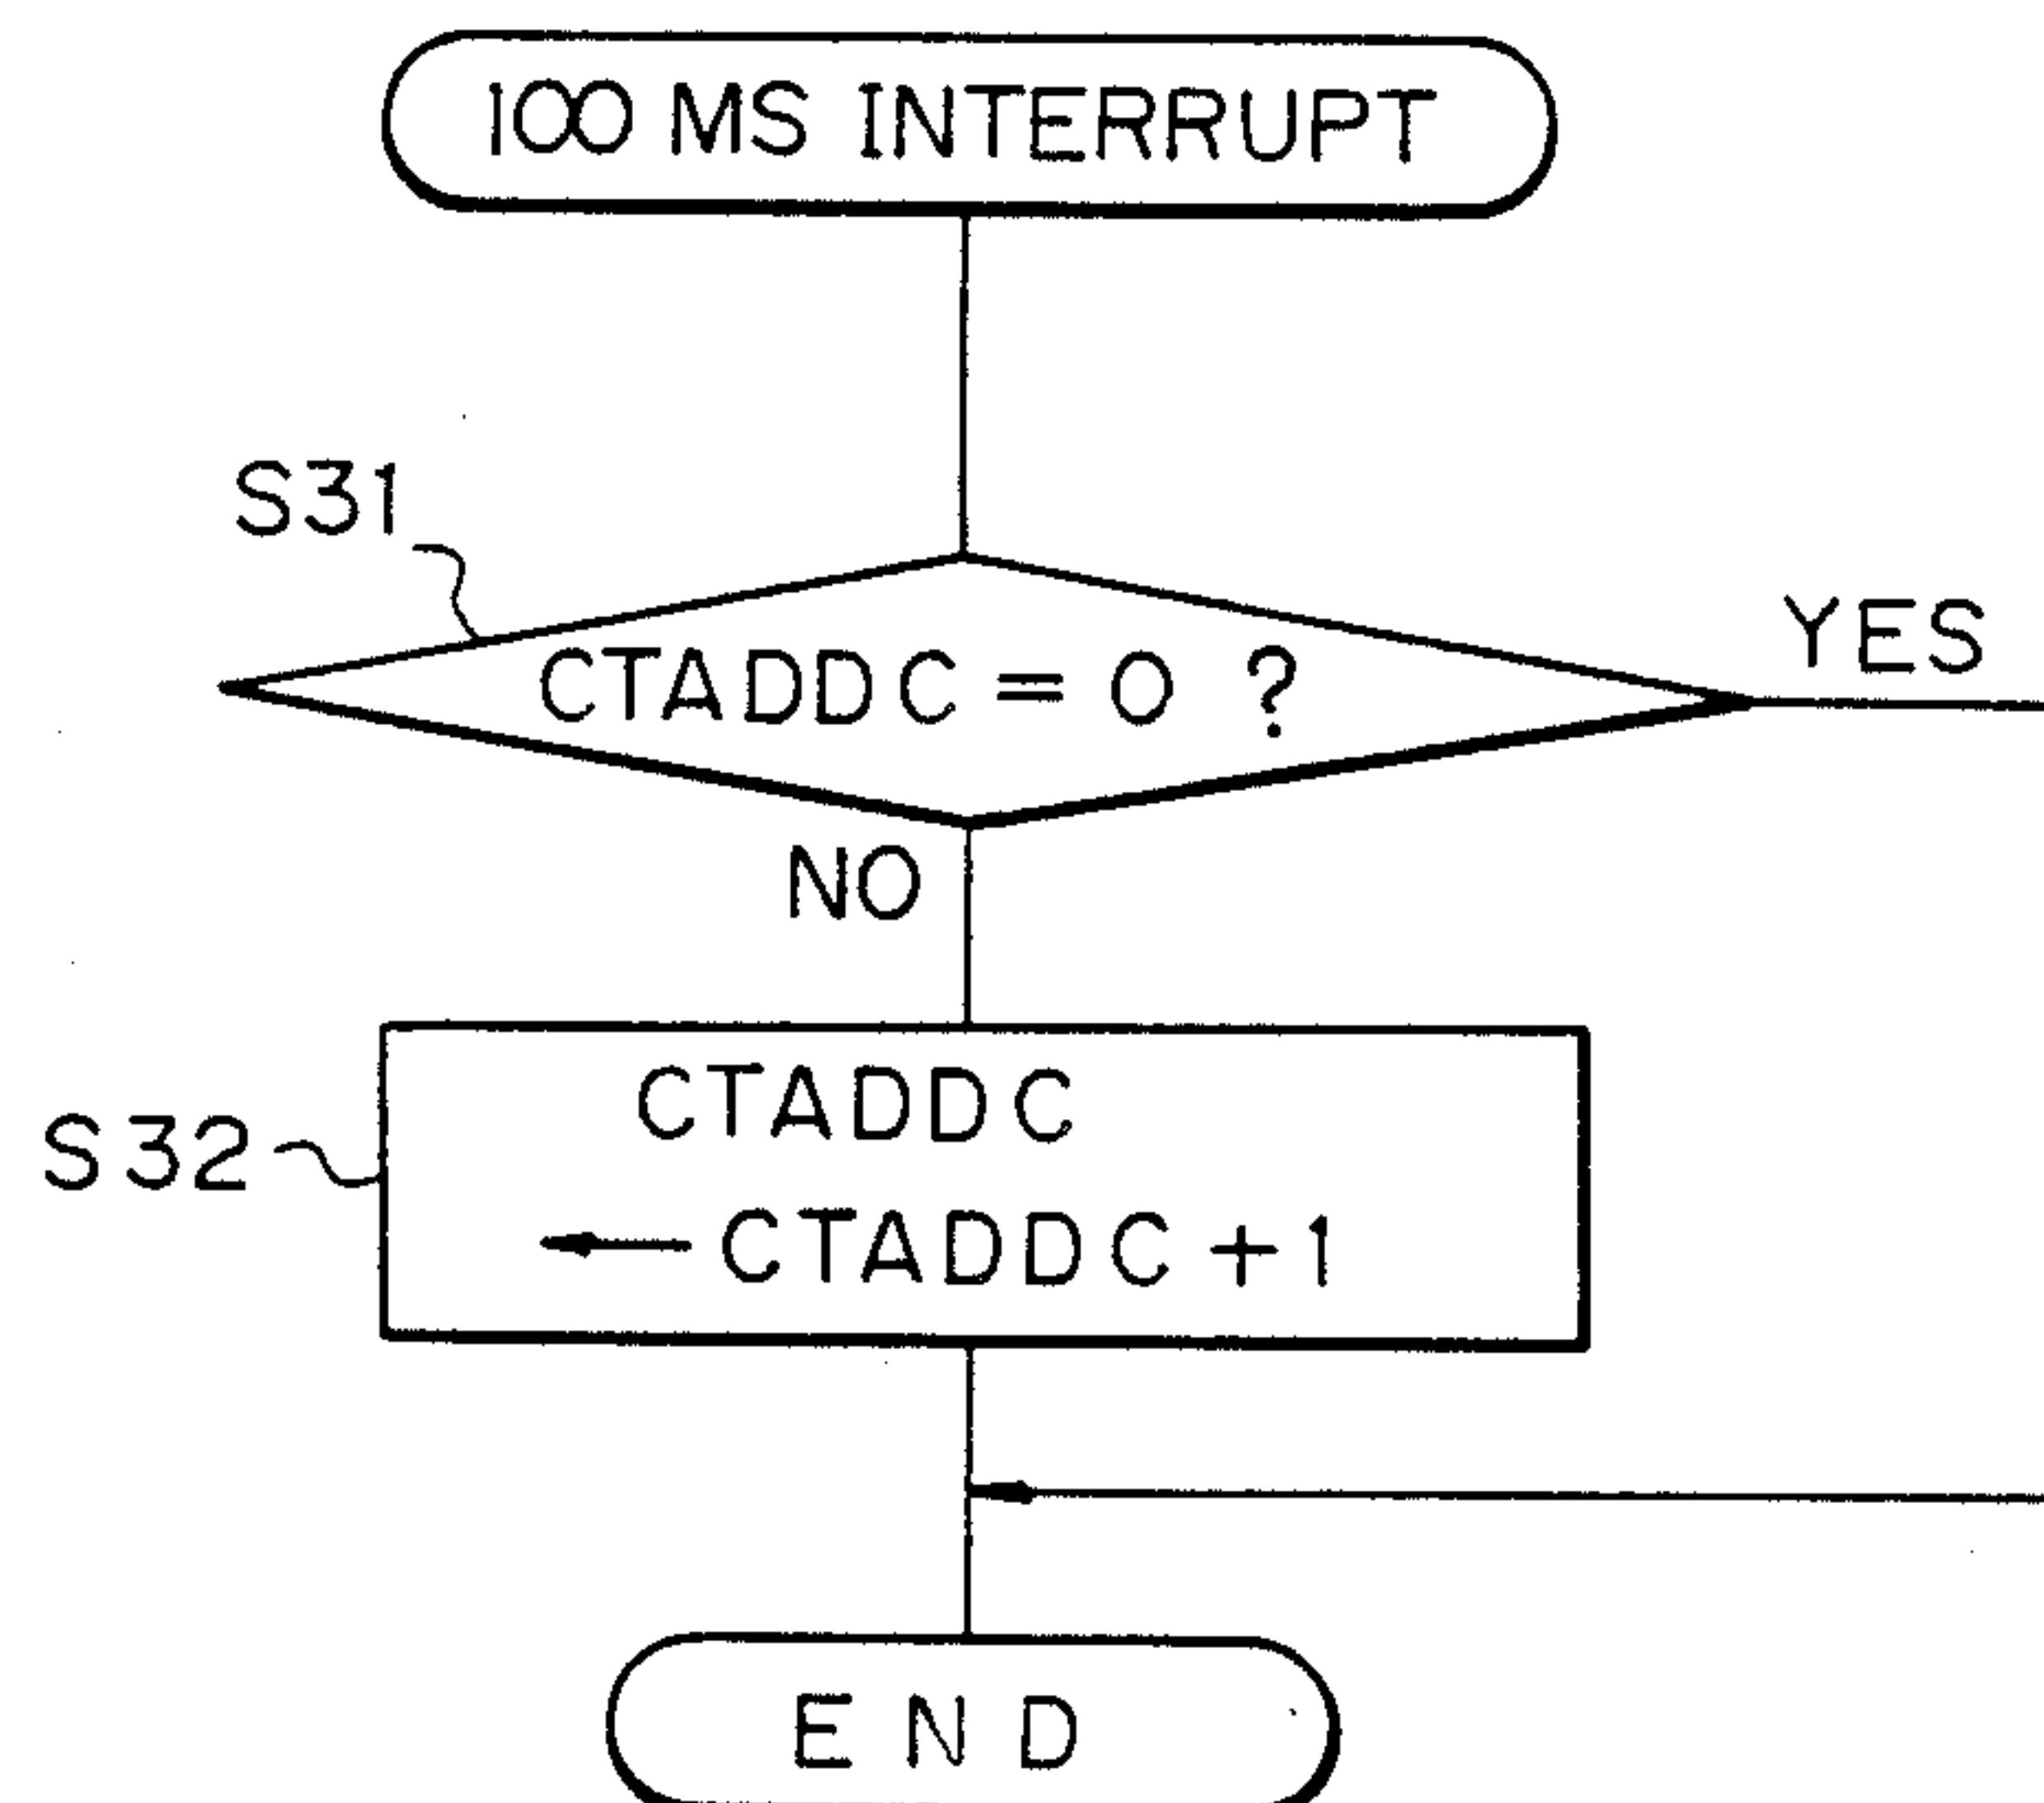 100 MS INTERRUPT
S31
CTADDC = 0 ?
YES
NO
S32
CTADDC
← CTADDC + 1
END